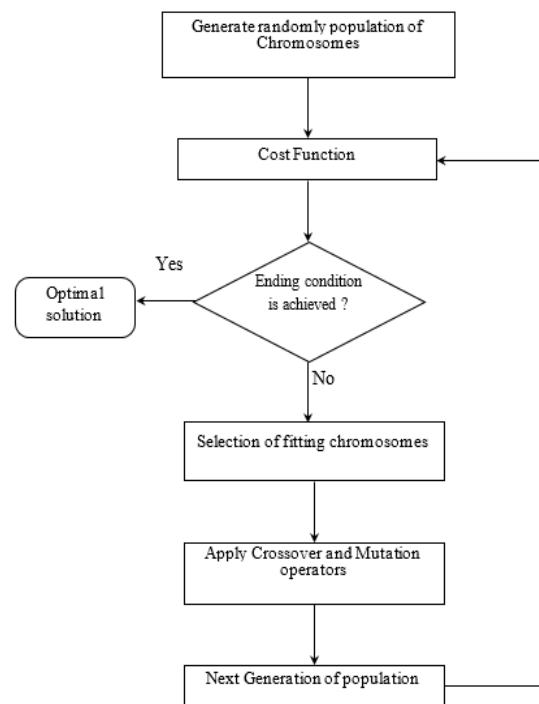 Generate randomly population of
Chromosomes
Cost Function
Yes
Ending condition
is achieved ?
Optimal
solution
No
Selection of fitting chromosomes
Apply Crossover and Mutation
operators
Next Generation of population